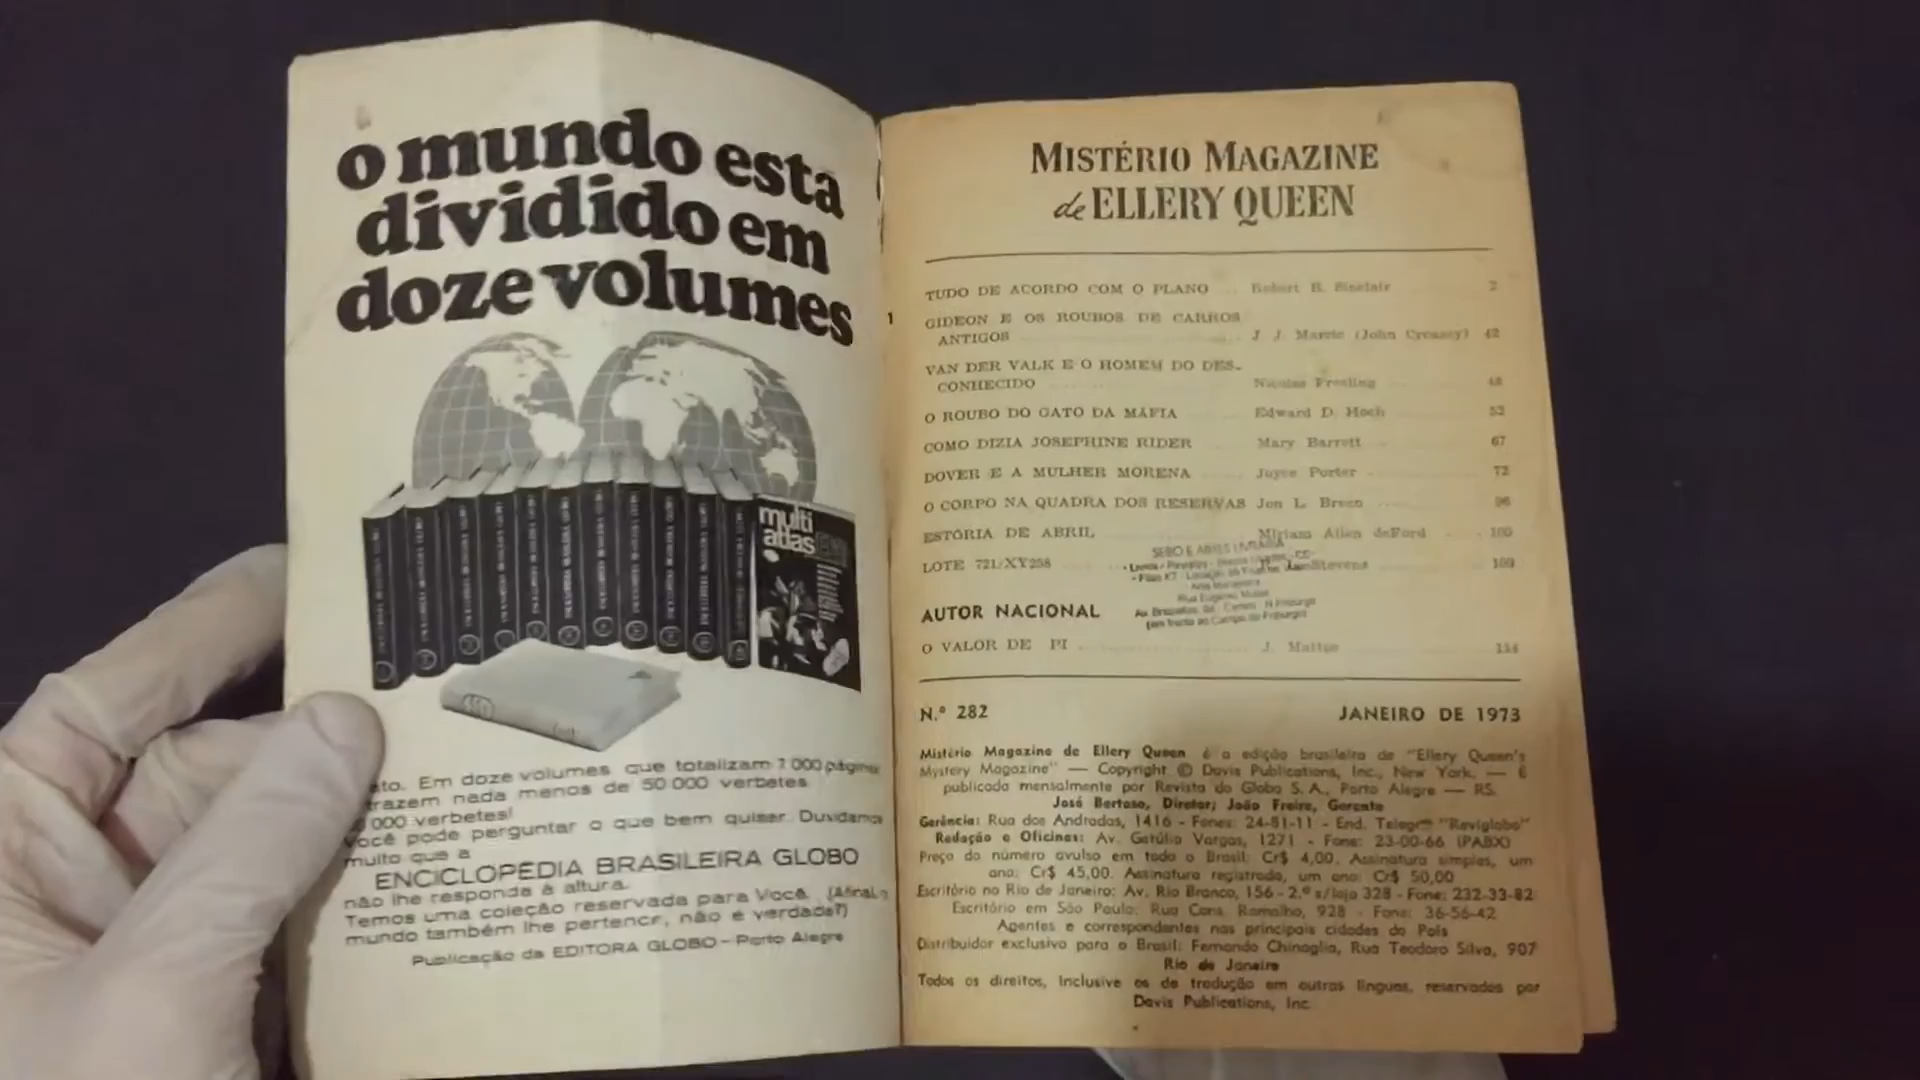 o mundo esta
dividido em
doze volumes
multi
atlas
ato. Em doze volumes que totalizam 7 000 páginas
trazem nada menos de 50 000 verbetes
000 verbetes!
Você pode perguntar o que bem quiser. Duvidamos
muito que a
ENCICLOPÉDIA BRASILEIRA GLOBO
não lhe responda à altura.
Temos uma coleção reservada para Você. (Afinal, o
mundo também lhe pertence, não é verdade?)
Publicação da EDITORA GLOBO - Porto Alegre
MISTÉRIO MAGAZINE
de ELLERY QUEEN
TUDO DE ACORDO COM O PLANO Robert B. Sinclair 2
GIDEON E OS ROUBOS DE CARROS
ANTIGOS J. J. Marric (John Creasey) 42
VAN DER VALK E O HOMEM DO DES-
CONHECIDO Nicolas Freeling 48
O ROUBO DO GATO DA MÁFIA Edward D. Hoch 52
COMO DIZIA JOSEPHINE RIDER Mary Barrett 67
DOVER E A MULHER MORENA Joyce Porter 72
O CORPO NA QUADRA DOS RESERVAS Jon L. Breen 96
ESTÓRIA DE ABRIL Miriam Allen deFord 100
LOTE 721/XY258 Stevens 109
SEBO E ARTES LIVRARIA
Rua Eugênio Muller
AUTOR NACIONAL
O VALOR DE PI J. Mattos 114
N.º 282 JANEIRO DE 1973
Mistério Magazine de Ellery Queen é a edição brasileira de "Ellery Queen's
Mystery Magazine" — Copyright © Davis Publications, Inc., New York. — É
publicada mensalmente por Revista do Globo S. A., Porto Alegre — RS.
José Bertaso, Diretor; João Freire, Gerente
Gerência: Rua dos Andradas, 1416 - Fones: 24-81-11 - End. Telegr. "Reviglobo"
Redação e Oficinas: Av. Getúlio Vargas, 1271 - Fone: 23-00-66 (PABX)
Preço do número avulso em todo o Brasil: Cr$ 4,00. Assinatura simples, um
ano: Cr$ 45,00. Assinatura registrada, um ano: Cr$ 50,00
Escritório no Rio de Janeiro: Av. Rio Branco, 156 - 2.º s/loja 328 - Fone: 232-33-82
Escritório em São Paulo: Rua Cons. Ramalho, 928 - Fone: 36-56-42
Agentes e correspondentes nas principais cidades do País
Distribuidor exclusivo para o Brasil: Fernando Chinaglia, Rua Teodoro Silva, 907
Rio de Janeiro
Todos os direitos, inclusive os de tradução em outras línguas, reservados por
Davis Publications, Inc.